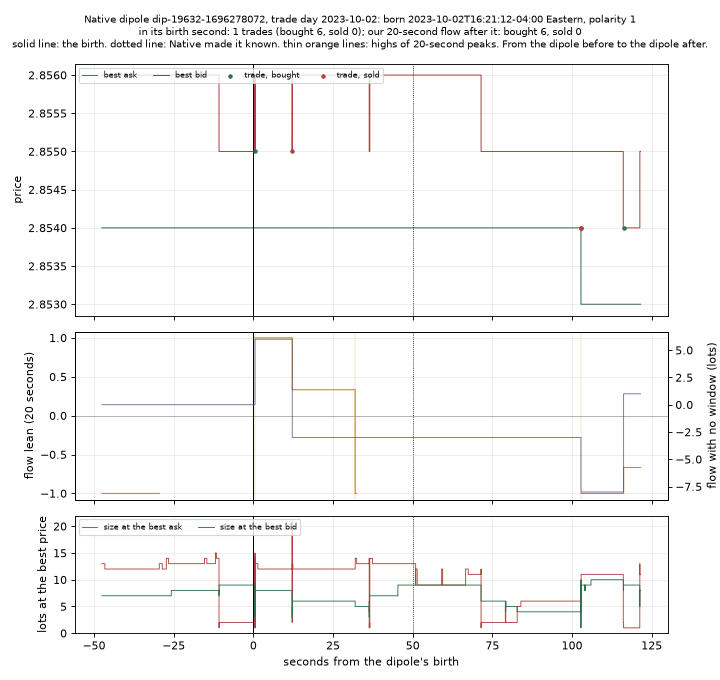 Native dipole dip-19632-1696278072, trade day 2023-10-02: born 2023-10-02T16:21:12-04:00 Eastern, polarity 1
in its birth second: 1 trades (bought 6, sold 0); our 20-second flow after it: bought 6, sold 0
solid line: the birth. dotted line: Native made it known. thin orange lines: highs of 20-second peaks. From the dipole before to the dipole after.
best ask best bid trade, bought trade, sold
2.8560
2.8550
2.8545
2.8540
2.8535
2.8530
price
1.0
0.5
0.0
−0.5
−1.0
flow lean (20 seconds)
5.0
2.5
0.0
−2.5
−5.0
−7.5
flow with no window (lots)
size at the best ask size at the best bid
20
15
10
5
0
lots at the best price
−50 −25 0 25 50 75 100 125
seconds from the dipole's birth